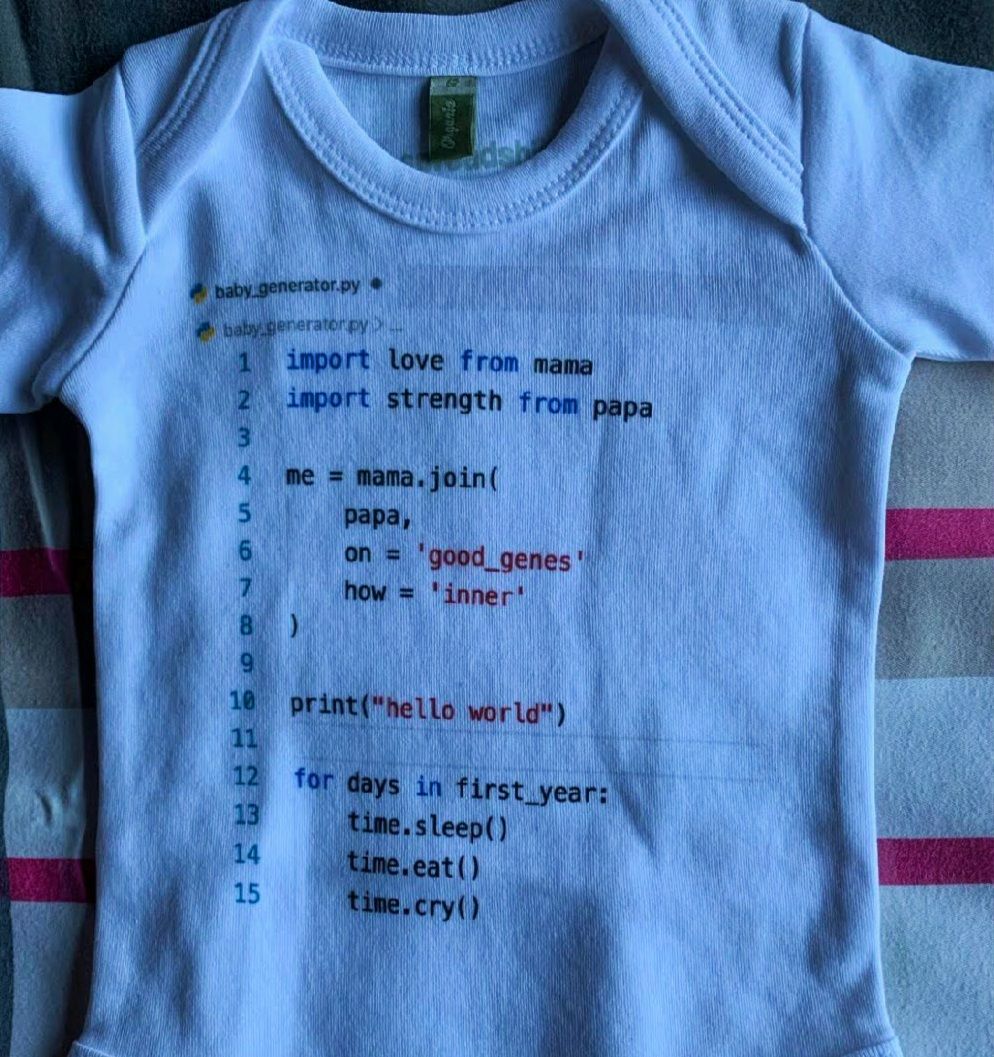 Organic
baby_generator.py
baby_generator.py > ...
1 import love from mama
2 import strength from papa
3
4 me = mama.join(
5     papa,
6     on = 'good_genes'
7     how = 'inner'
8 )
9
10 print("hello world")
11
12 for days in first_year:
13     time.sleep()
14     time.eat()
15     time.cry()